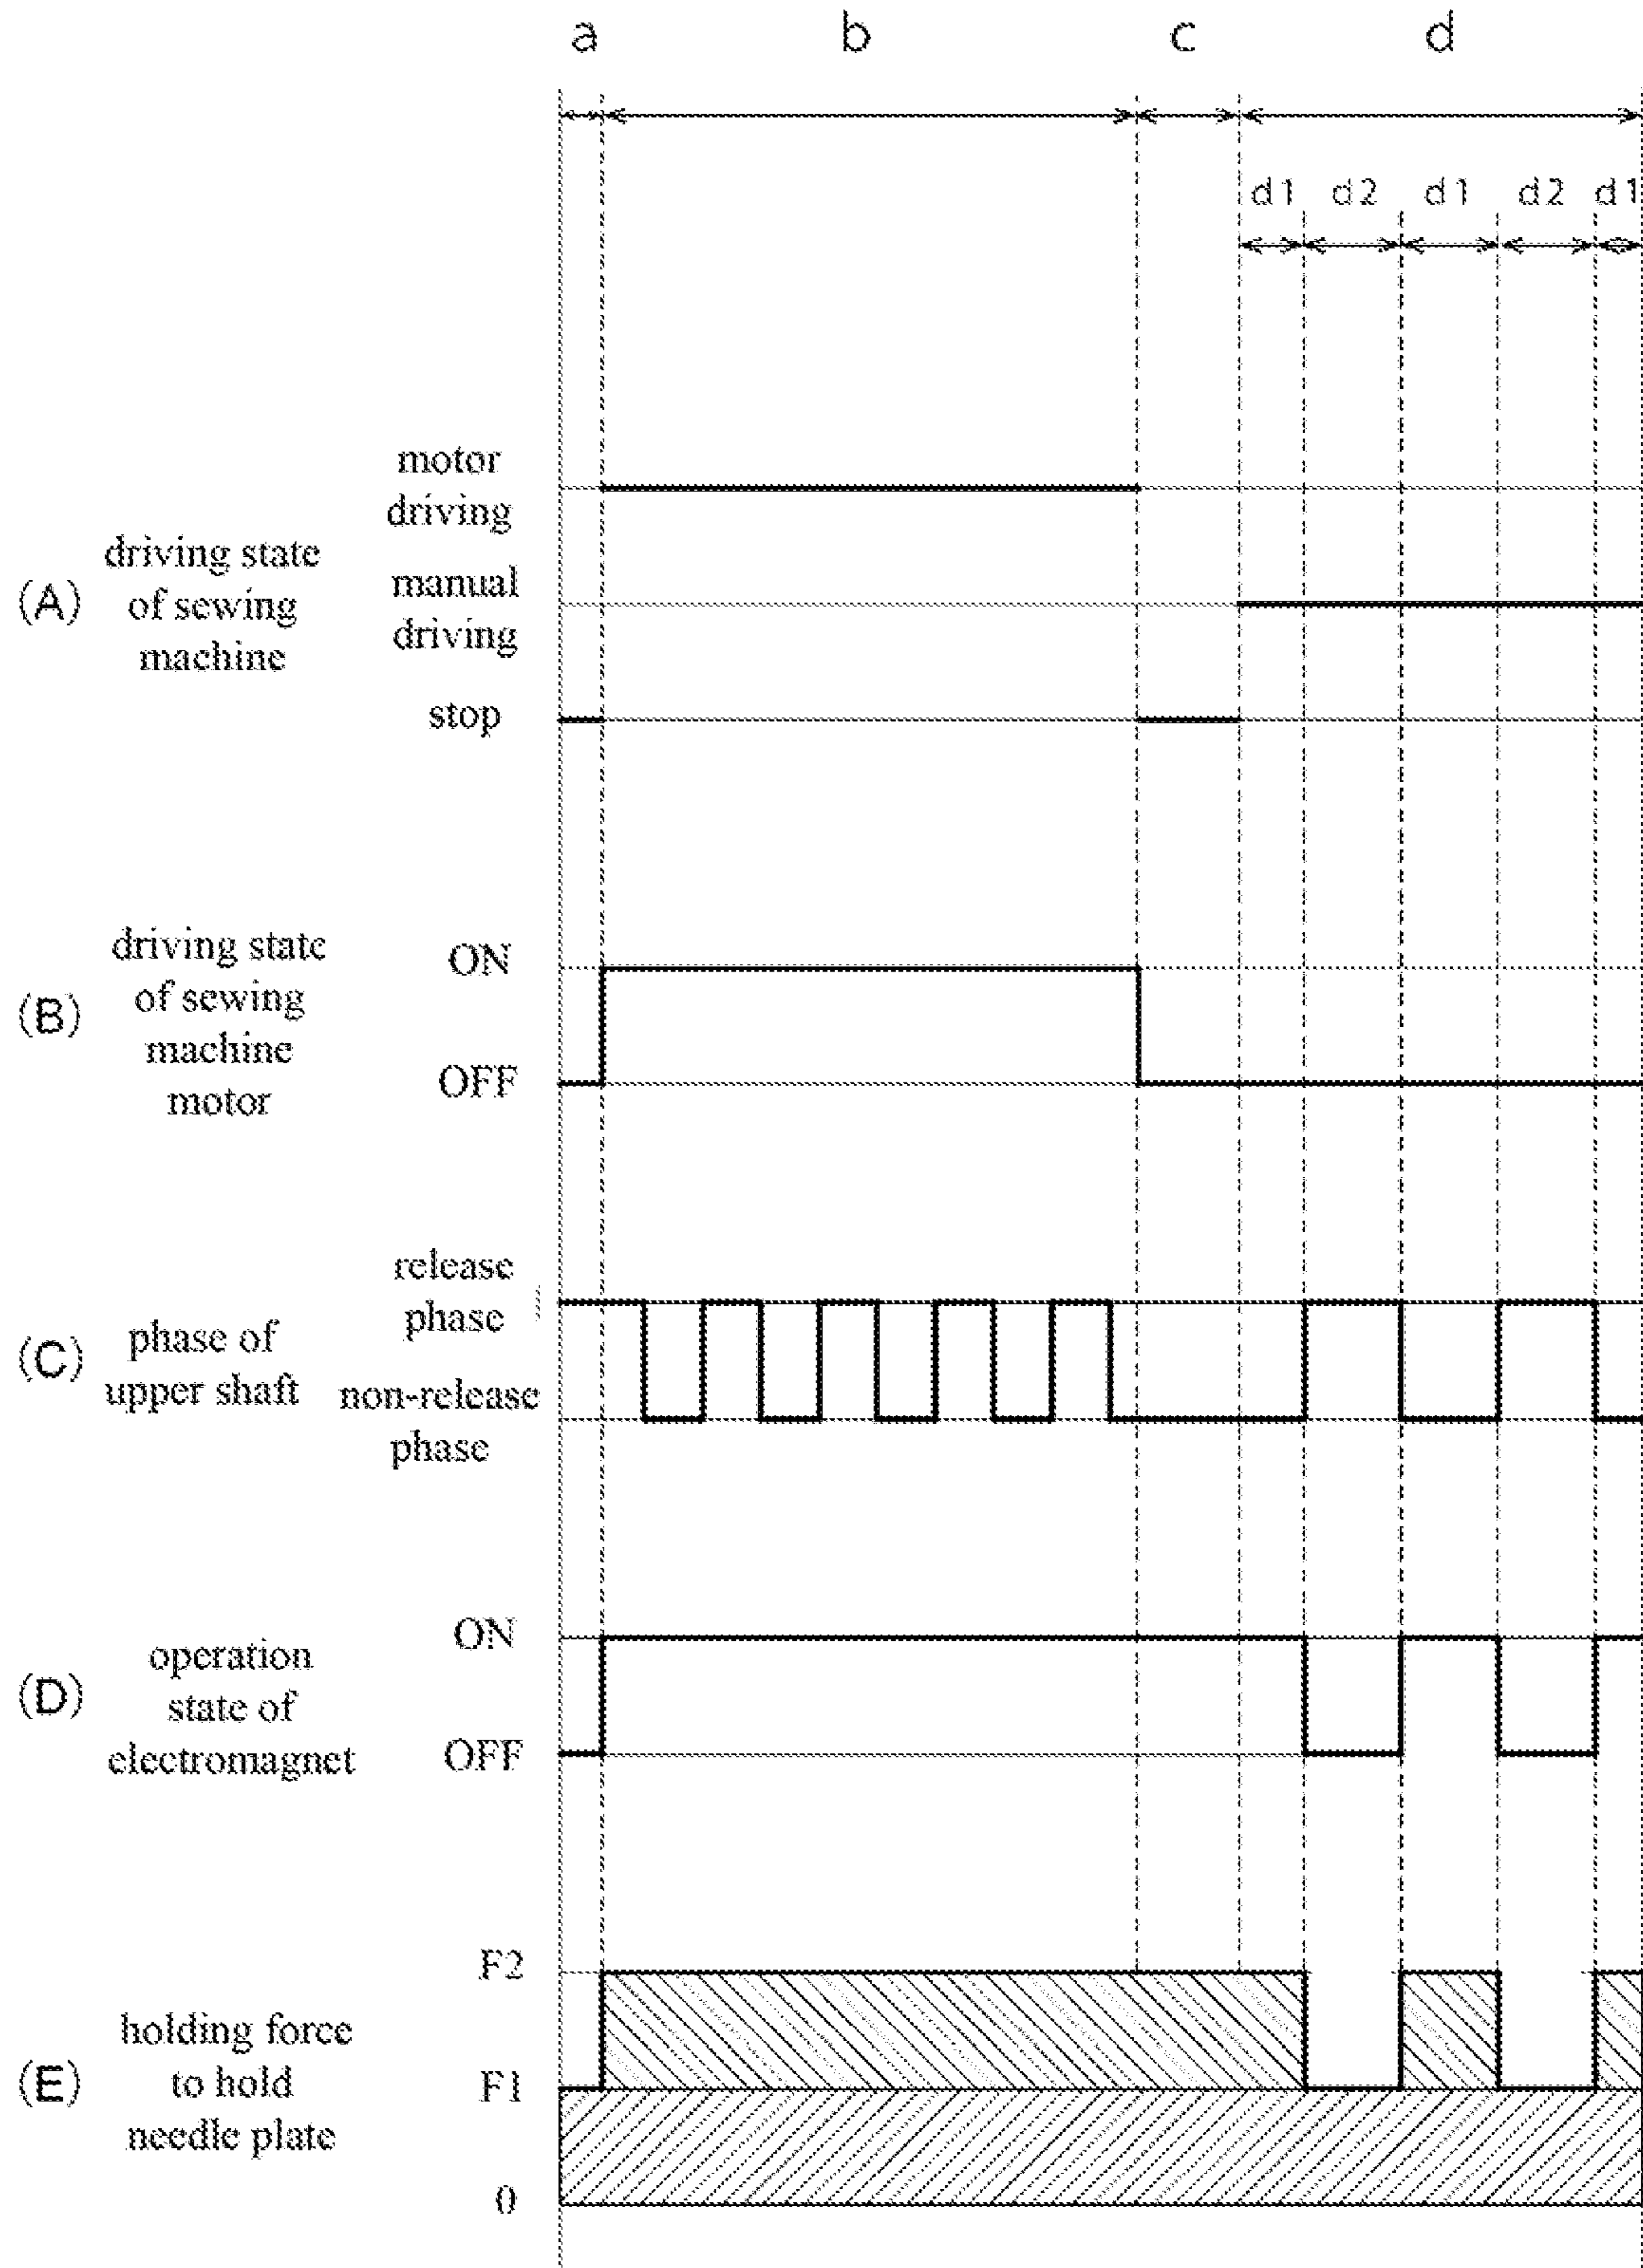 a b c d
d1 d2 d1 d2 d1
motor
driving
(A) driving state
of sewing
machine
manual
driving
stop
(B) driving state
of sewing
machine
motor
ON
OFF
(C) phase of
upper shaft
release
phase
non-release
phase
(D) operation
state of
electromagnet
ON
OFF
(E) holding force
to hold
needle plate
F2
F1
0